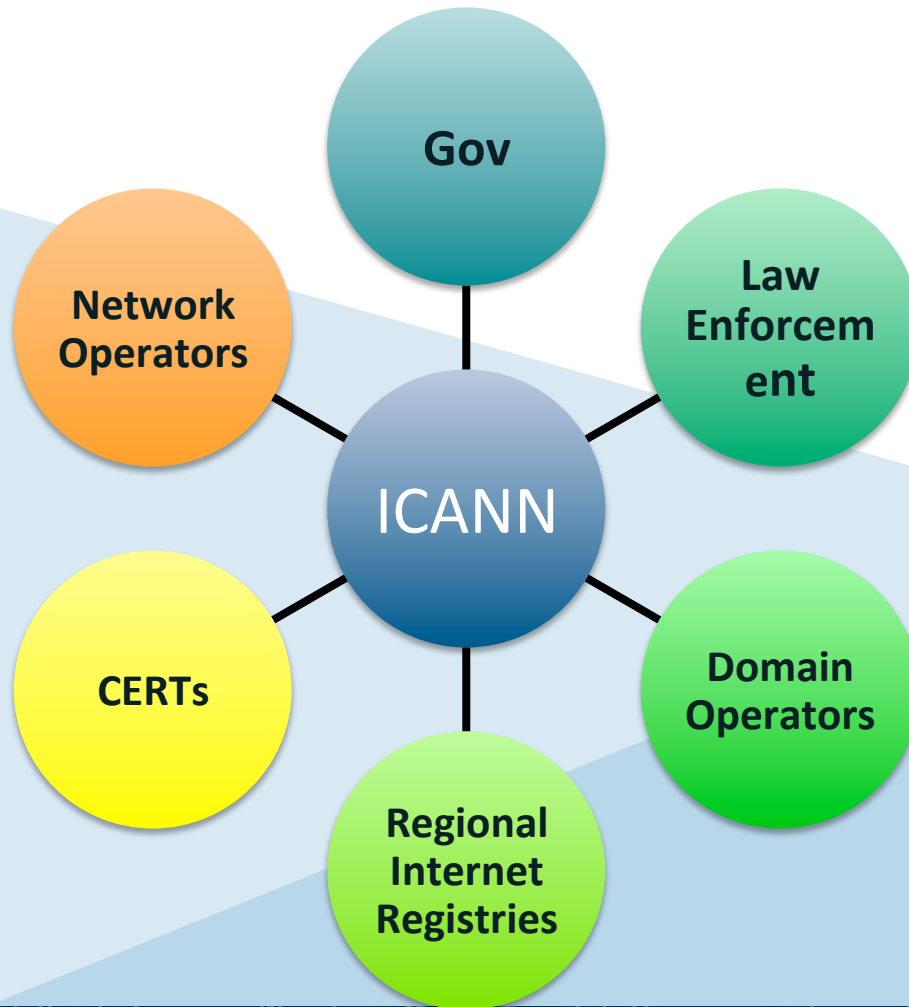 Gov
Law
Enforcem
ent
Network
Operators
ICANN
CERTs
Domain
Operators
Regional
Internet
Registries